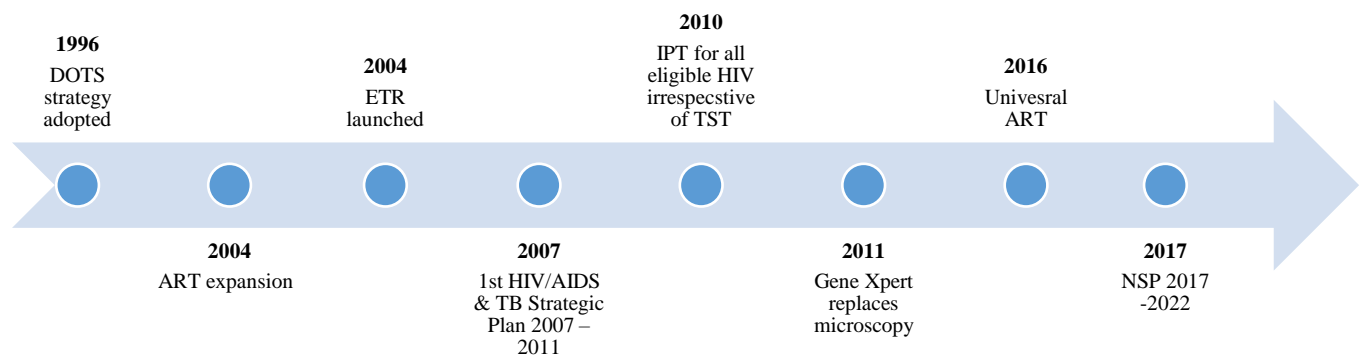 1996
DOTS
strategy
adopted
2004
ART expansion
2004
ETR
launched
2007
1st HIV/AIDS
& TB Strategic
Plan 2007 –
2011
2010
IPT for all
eligible HIV
irrespecstive
of TST
2011
Gene Xpert
replaces
microscopy
2016
Univesral
ART
2017
NSP 2017
-2022